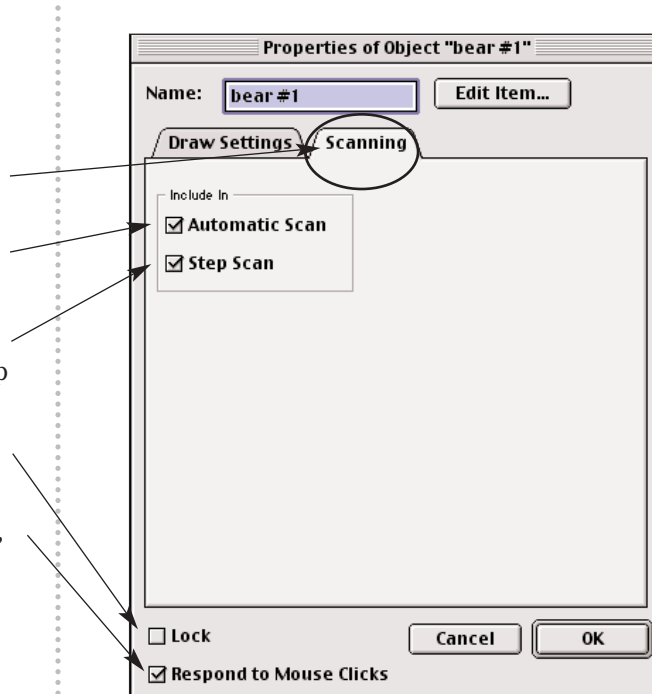 Properties of Object "bear #1"
Name: bear #1 Edit Item...
Draw Settings Scanning
Include In
Automatic Scan
Step Scan
Lock Cancel OK
Respond to Mouse Clicks